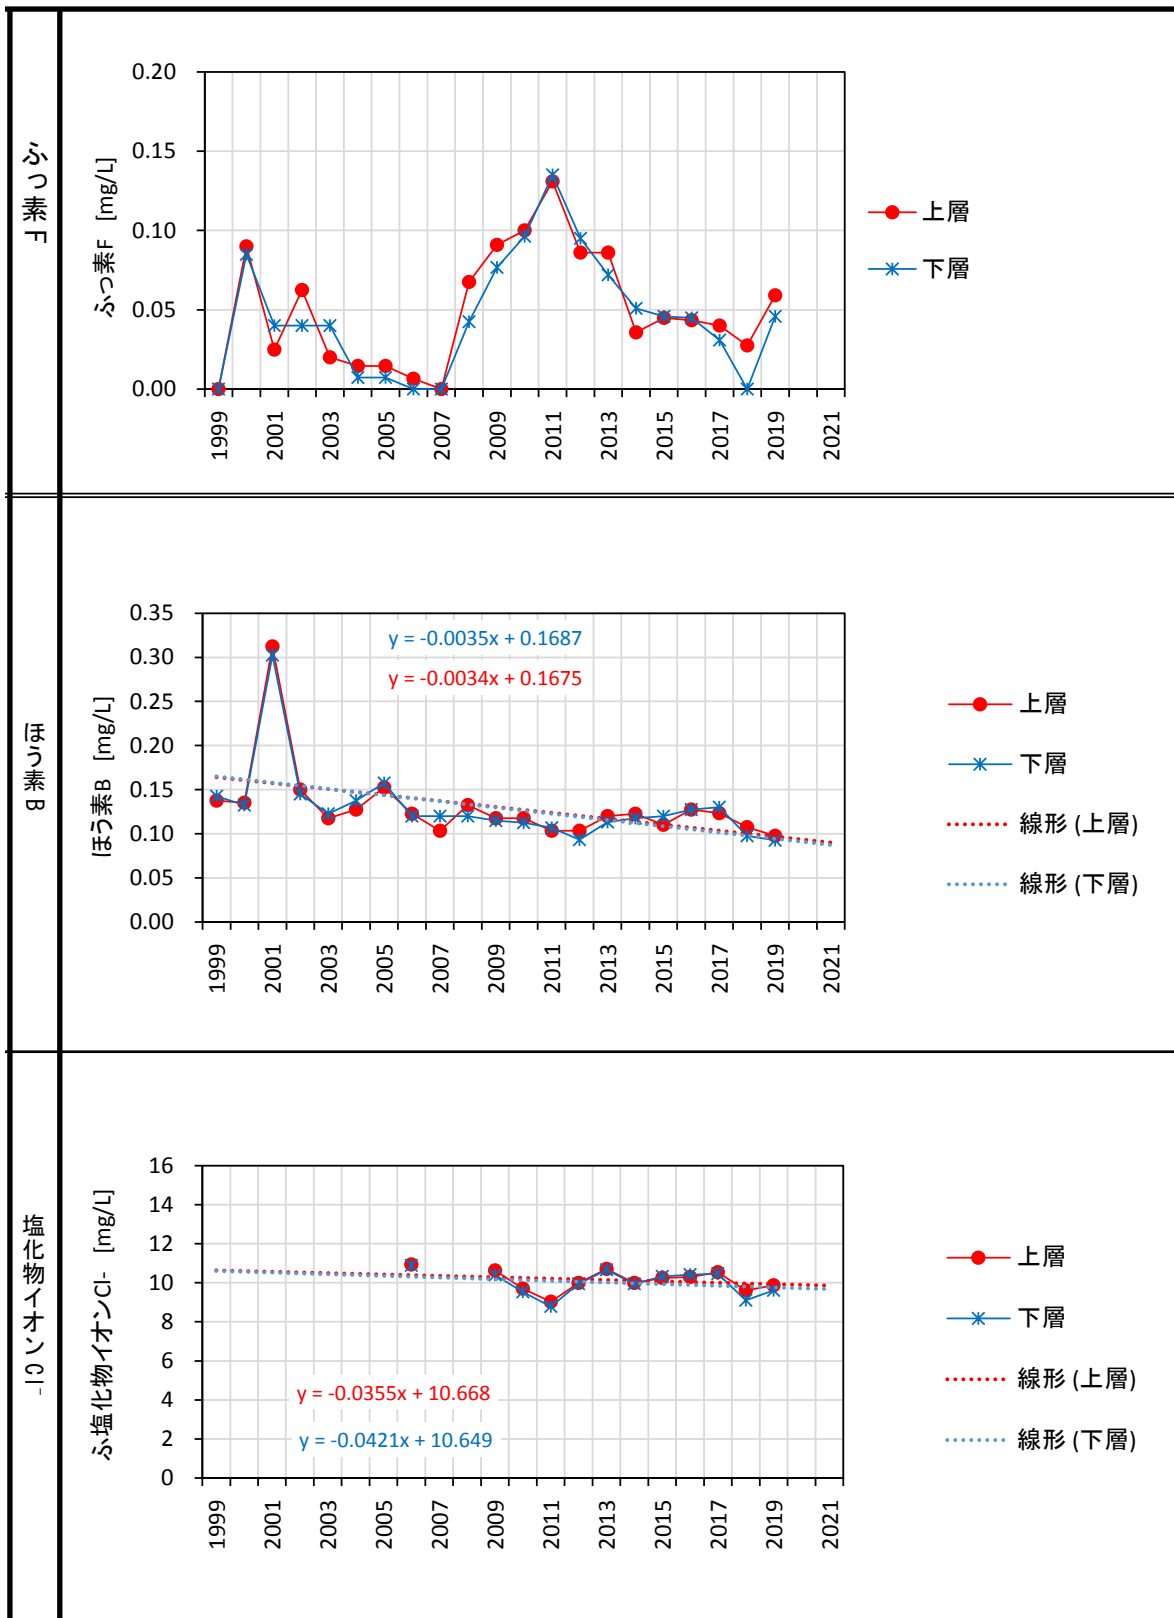 ふっ素F
ふっ素F [mg/L]
0.20
0.15
0.10
0.05
0.00
1999
2001
2003
2005
2007
2009
2011
2013
2015
2017
2019
2021
上層
下層
ほう素B
ほう素B [mg/L]
0.35
0.30
0.25
0.20
0.15
0.10
0.05
0.00
y = -0.0035x + 0.1687
y = -0.0034x + 0.1675
1999
2001
2003
2005
2007
2009
2011
2013
2015
2017
2019
2021
上層
下層
線形 (上層)
線形 (下層)
塩化物イオンCl⁻
ふ塩化物イオンCl- [mg/L]
16
14
12
10
8
6
4
2
0
y = -0.0355x + 10.668
y = -0.0421x + 10.649
1999
2001
2003
2005
2007
2009
2011
2013
2015
2017
2019
2021
上層
下層
線形 (上層)
線形 (下層)